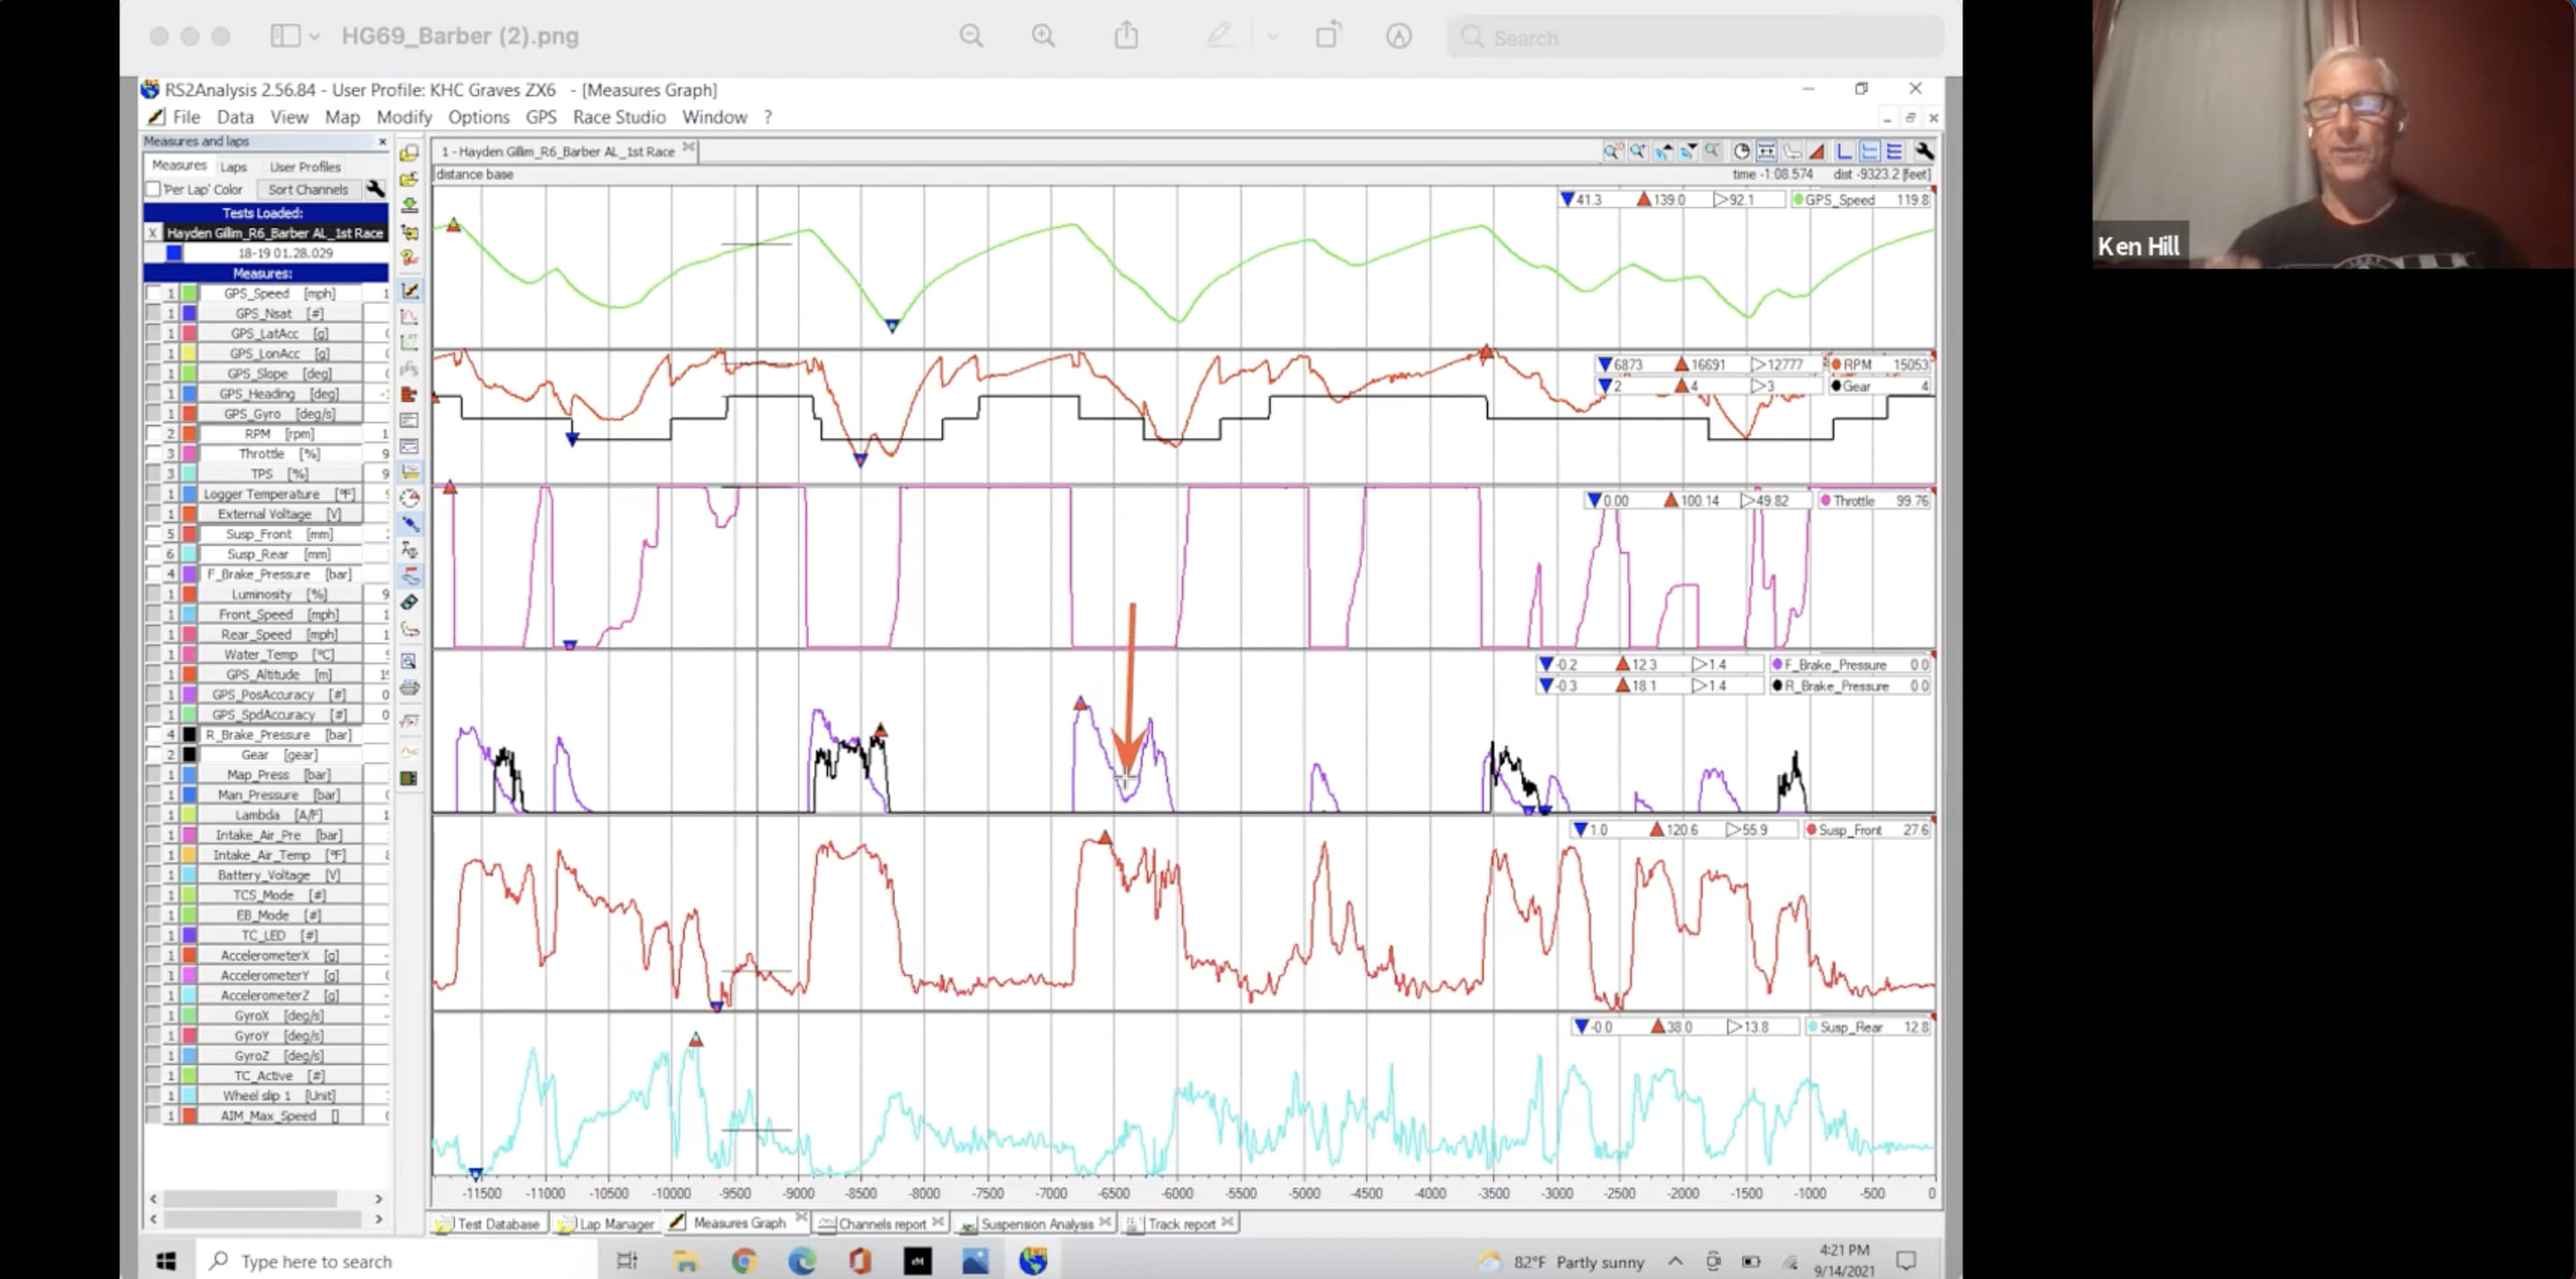 HG69_Barber (2).png
Search
RS2Analysis 2.56.84 - User Profile: KHC Graves ZX6 - [Measures Graph]
File Data View Map Modify Options GPS Race Studio Window ?
Measures and laps
Measures Laps User Profiles
'Per Lap' Color Sort Channels
Tests Loaded:
X Hayden Gillim_R6_Barber AL_1st Race
18-19 01.28.029
Measures:
1 GPS_Speed [mph] 1
1 GPS_Nsat [#]
1 GPS_LatAcc [g]
1 GPS_LonAcc [g]
1 GPS_Slope [deg]
1 GPS_Heading [deg]
1 GPS_Gyro [deg/s]
2 RPM [rpm] 1
3 Throttle [%] 9
3 TPS [%] 9
1 Logger Temperature [°F]
1 External Voltage [V]
5 Susp_Front [mm]
6 Susp_Rear [mm]
4 F_Brake_Pressure [bar]
1 Luminosity [%] 9
1 Front_Speed [mph] 1
1 Rear_Speed [mph] 1
1 Water_Temp [°C]
1 GPS_Altitude [m]
1 GPS_PosAccuracy [#] 0
1 GPS_SpdAccuracy [#] 0
4 R_Brake_Pressure [bar]
2 Gear [gear]
1 Map_Press [bar]
1 Man_Pressure [bar]
1 Lambda [A/F] 1
1 Intake_Air_Pre [bar]
1 Intake_Air_Temp [°F]
1 Battery_Voltage [V]
1 TCS_Mode [#]
1 EB_Mode [#]
1 TC_LED [#]
1 AccelerometerX [g]
1 AccelerometerY [g]
1 AccelerometerZ [g]
1 GyroX [deg/s]
1 GyroY [deg/s]
1 GyroZ [deg/s]
1 TC_Active [#]
1 Wheel slip 1 [Unit]
1 AIM_Max_Speed []
1 - Hayden Gillim_R6_Barber AL_1st Race
distance base
time -1:08.574 dist -9323.2 [feet]
41.3 139.0 92.1 GPS_Speed 119.8
6873 16691 12777 RPM 15053
2 4 3 Gear 4
0.00 100.14 49.82 Throttle 99.76
-0.2 12.3 1.4 F_Brake_Pressure 0.0
-0.3 18.1 1.4 R_Brake_Pressure 0.0
1.0 120.6 55.9 Susp_Front 27.6
-0.0 38.0 13.8 Susp_Rear 12.8
-11500 -11000 -10500 -10000 -9500 -9000 -8500 -8000 -7500 -7000 -6500 -6000 -5500 -5000 -4500 -4000 -3500 -3000 -2500 -2000 -1500 -1000 -500 0
Test Database Lap Manager Measures Graph Channels report Suspension Analysis Track report
Type here to search
82°F Partly sunny
4:21 PM
9/14/2021
Ken Hill